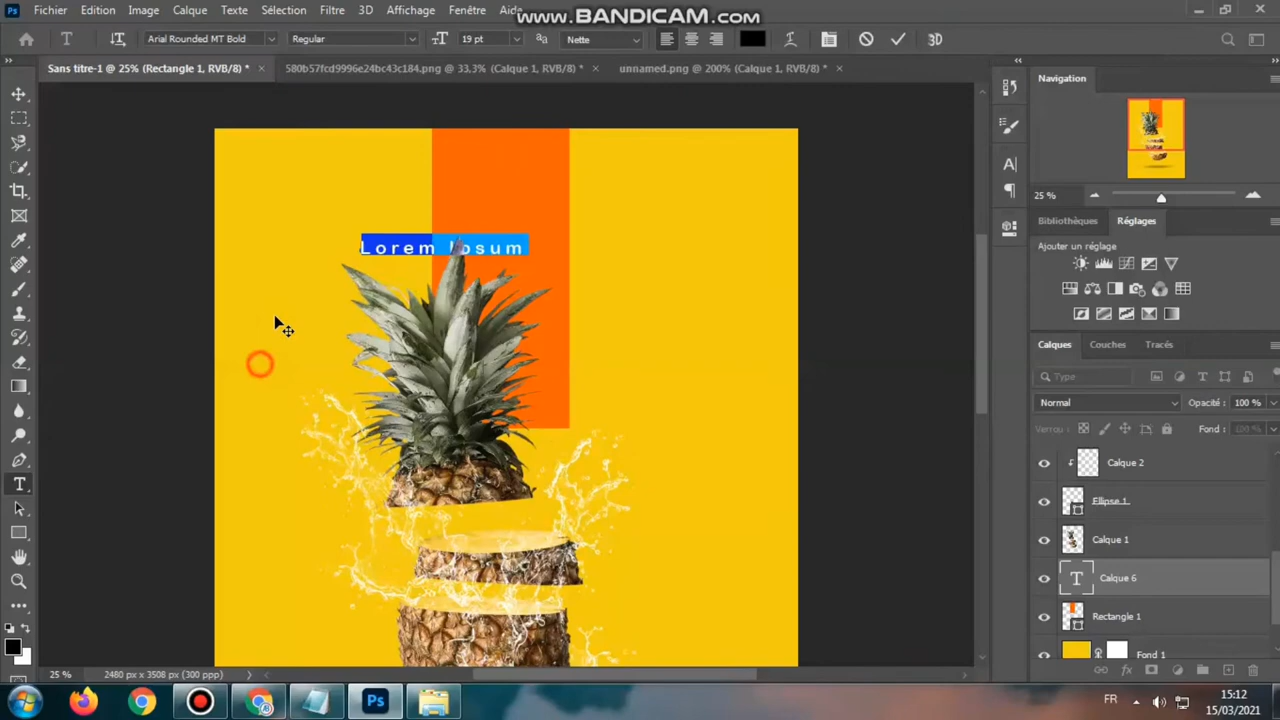 www.BANDICAM.com
Ps Fichier Edition Image Calque Texte Sélection Filtre 3D Affichage Fenêtre Aide
T Arial Rounded MT Bold Regular 19 pt Nette 3D
Sans titre-1 @ 25% (Rectangle 1, RVB/8) * × 580b57fcd9996e24bc43c184.png @ 33,3% (Calque 1, RVB/8) * × unnamed.png @ 200% (Calque 1, RVB/8) * ×
Navigation
25 %
Bibliothèques Réglages
Ajouter un réglage
Calques Couches Tracés
Type
Normal Opacité : 100 %
Verrou : Fond : 100 %
Calque 2
Ellipse 1
Calque 1
T Calque 6
Rectangle 1
Fond 1
Lorem Ipsum
25 % 2480 px x 3508 px (300 ppp)
Ps FR 15:12
15/03/2021